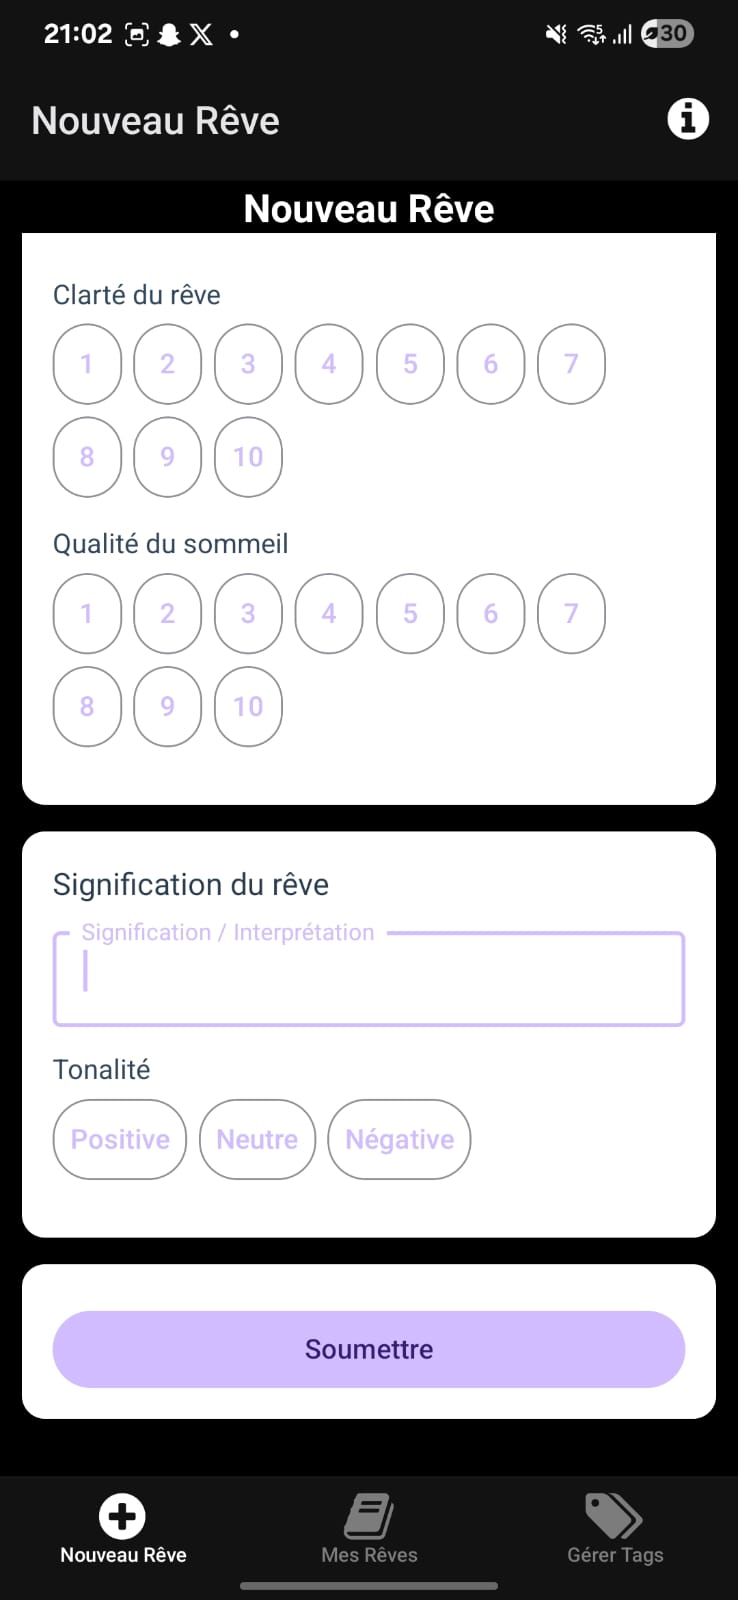 21:02
30
Nouveau Rêve
Nouveau Rêve
Clarté du rêve
1 2 3 4 5 6 7
8 9 10
Qualité du sommeil
1 2 3 4 5 6 7
8 9 10
Signification du rêve
Signification / Interprétation
Tonalité
Positive Neutre Négative
Soumettre
Nouveau Rêve Mes Rêves Gérer Tags